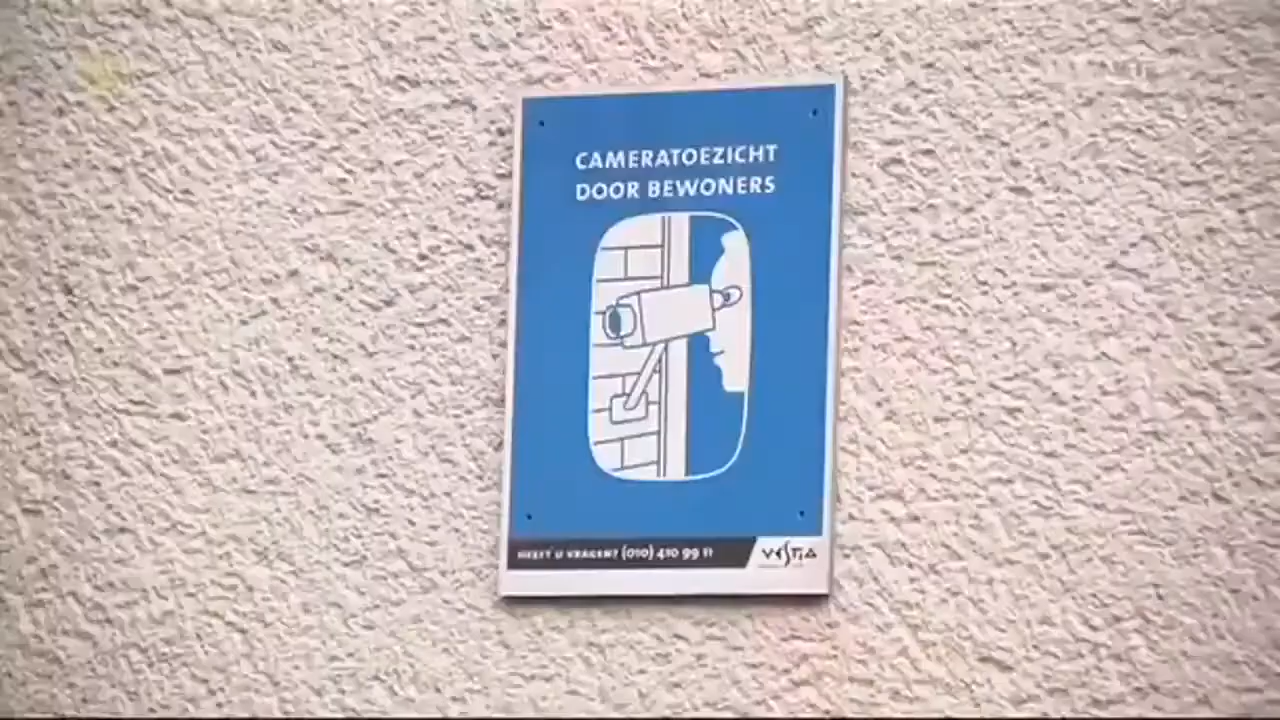 CAMERATOEZICHT
DOOR BEWONERS
HEEFT U VRAGEN? (010) 410 99 11
VESTIA